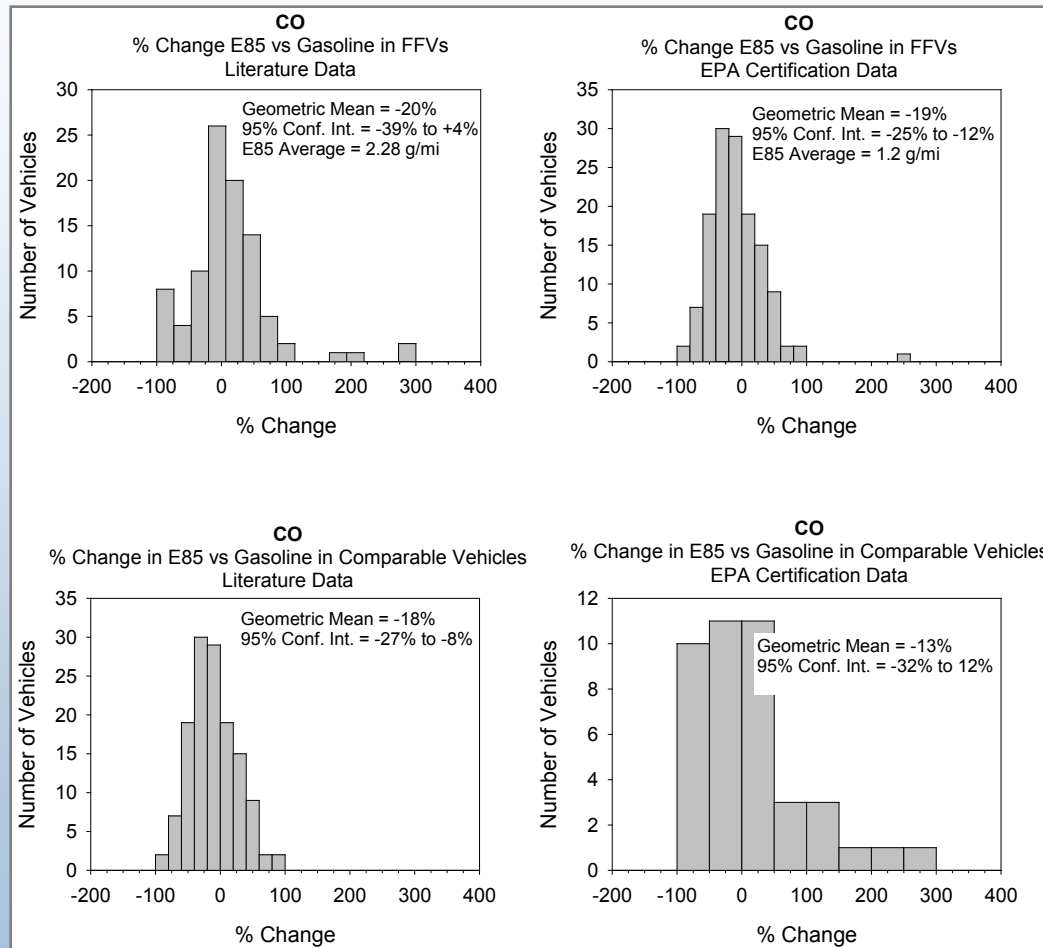 CO
% Change E85 vs Gasoline in FFVs
Literature Data
Geometric Mean = -20%
95% Conf. Int. = -39% to +4%
E85 Average = 2.28 g/mi
Number of Vehicles
30
25
20
15
10
5
0
-200 -100 0 100 200 300 400
% Change
CO
% Change E85 vs Gasoline in FFVs
EPA Certification Data
Geometric Mean = -19%
95% Conf. Int. = -25% to -12%
E85 Average = 1.2 g/mi
Number of Vehicles
35
30
25
20
15
10
5
0
-200 -100 0 100 200 300 400
% Change
CO
% Change in E85 vs Gasoline in Comparable Vehicles
Literature Data
Geometric Mean = -18%
95% Conf. Int. = -27% to -8%
Number of Vehicles
35
30
25
20
15
10
5
0
-200 -100 0 100 200 300 400
% Change
CO
% Change in E85 vs Gasoline in Comparable Vehicles
EPA Certification Data
Geometric Mean = -13%
95% Conf. Int. = -32% to 12%
Number of Vehicles
12
10
8
6
4
2
0
-200 -100 0 100 200 300 400
% Change